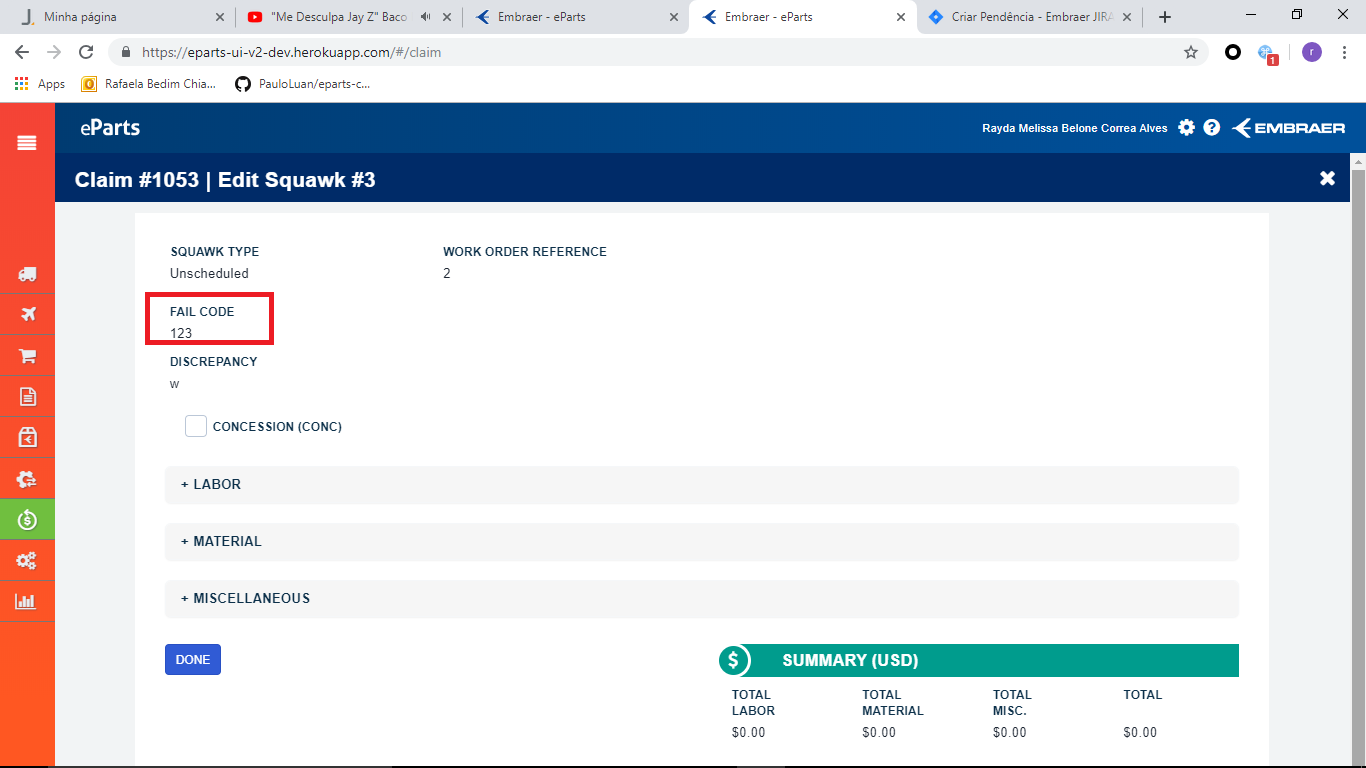 Minha página
"Me Desculpa Jay Z" Baco
Embraer - eParts
Embraer - eParts
Criar Pendência - Embraer JIRA
https://eparts-ui-v2-dev.herokuapp.com/#/claim
r
1
Apps
Rafaela Bedim Chia...
PauloLuan/eparts-c...
eParts
Rayda Melissa Belone Correa Alves
EMBRAER
Claim #1053 | Edit Squawk #3
SQUAWK TYPE
Unscheduled
WORK ORDER REFERENCE
2
FAIL CODE
123
DISCREPANCY
w
CONCESSION (CONC)
+ LABOR
+ MATERIAL
+ MISCELLANEOUS
DONE
SUMMARY (USD)
TOTAL LABOR
$0.00
TOTAL MATERIAL
$0.00
TOTAL MISC.
$0.00
TOTAL
$0.00